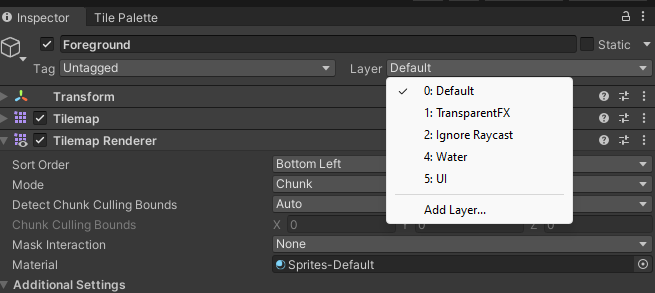 Inspector Tile Palette
Foreground Static
Tag Untagged Layer Default
0: Default
1: TransparentFX
2: Ignore Raycast
4: Water
5: UI
Add Layer...
Transform
Tilemap
Tilemap Renderer
Sort Order Bottom Left
Mode Chunk
Detect Chunk Culling Bounds Auto
Chunk Culling Bounds X 0 Y 0 Z 0
Mask Interaction None
Material Sprites-Default
Additional Settings